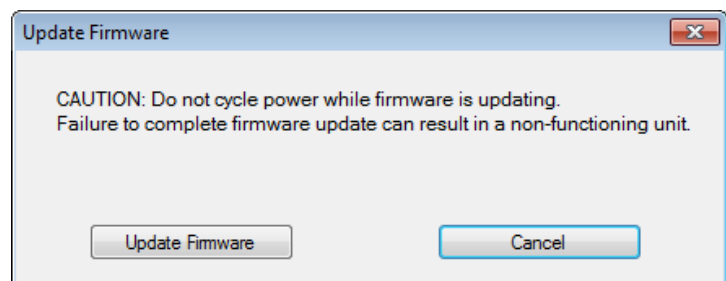 Update Firmware
CAUTION: Do not cycle power while firmware is updating.
Failure to complete firmware update can result in a non-functioning unit.
Update Firmware
Cancel